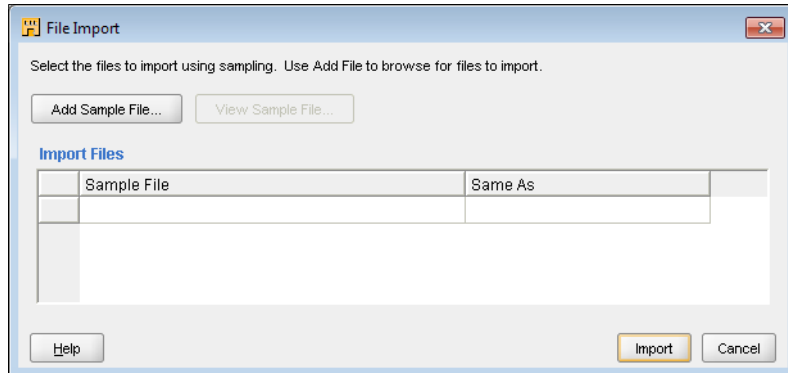 File Import
Select the files to import using sampling. Use Add File to browse for files to import.
Add Sample File... View Sample File...
Import Files
Sample File Same As
Help Import Cancel